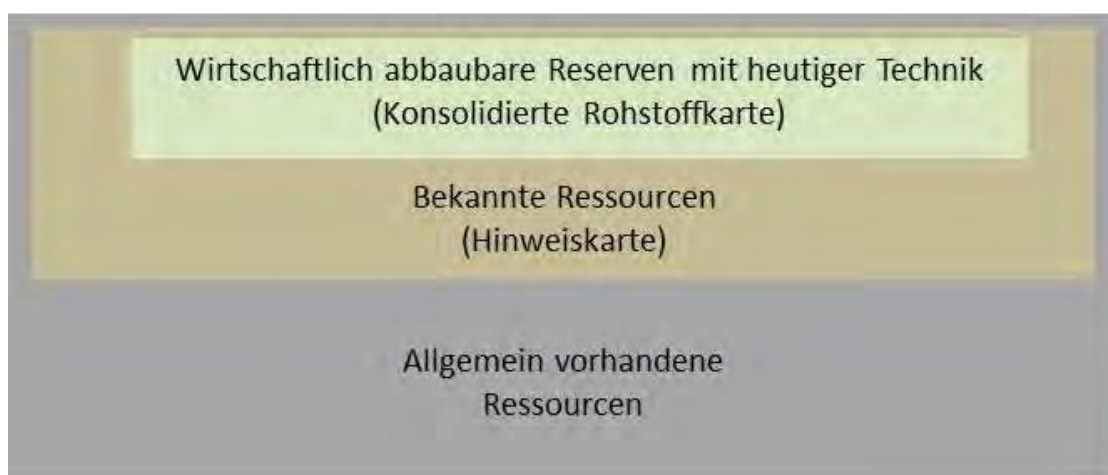 Wirtschaftlich abbaubare Reserven mit heutiger Technik
(Konsolidierte Rohstoffkarte)
Bekannte Ressourcen
(Hinweiskarte)
Allgemein vorhandene
Ressourcen